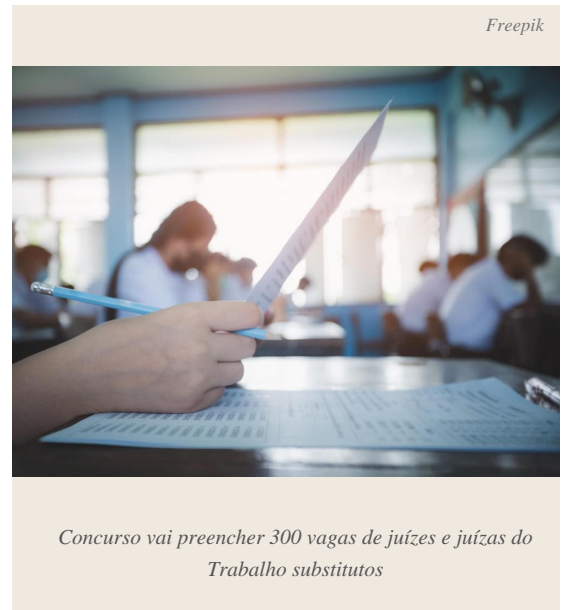 Freepik
Concurso vai preencher 300 vagas de juízes e juízas do
Trabalho substitutos